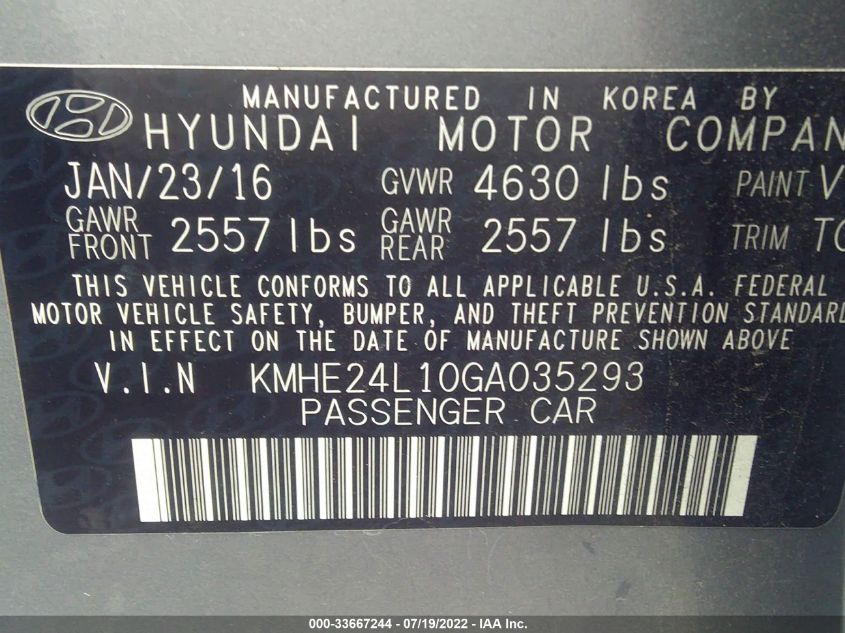 MANUFACTURED IN KOREA BY
HYUNDAI MOTOR COMPAN
JAN/23/16 GVWR 4630 lbs PAINT V
GAWR FRONT 2557 lbs GAWR REAR 2557 lbs TRIM TO
THIS VEHICLE CONFORMS TO ALL APPLICABLE U.S.A. FEDERAL
MOTOR VEHICLE SAFETY, BUMPER, AND THEFT PREVENTION STANDARD
IN EFFECT ON THE DATE OF MANUFACTURE SHOWN ABOVE
V.I.N KMHE24L10GA035293
PASSENGER CAR
000-33667244 - 07/19/2022 - IAA Inc.